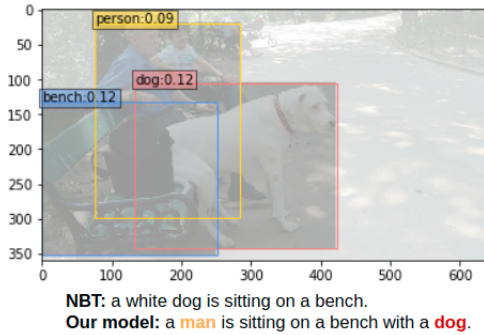 0
person:0.09
50
dog:0.12
100
bench:0.12
150
200
250
300
350
0 100 200 300 400 500 600
NBT: a white dog is sitting on a bench.
Our model: a man is sitting on a bench with a dog.